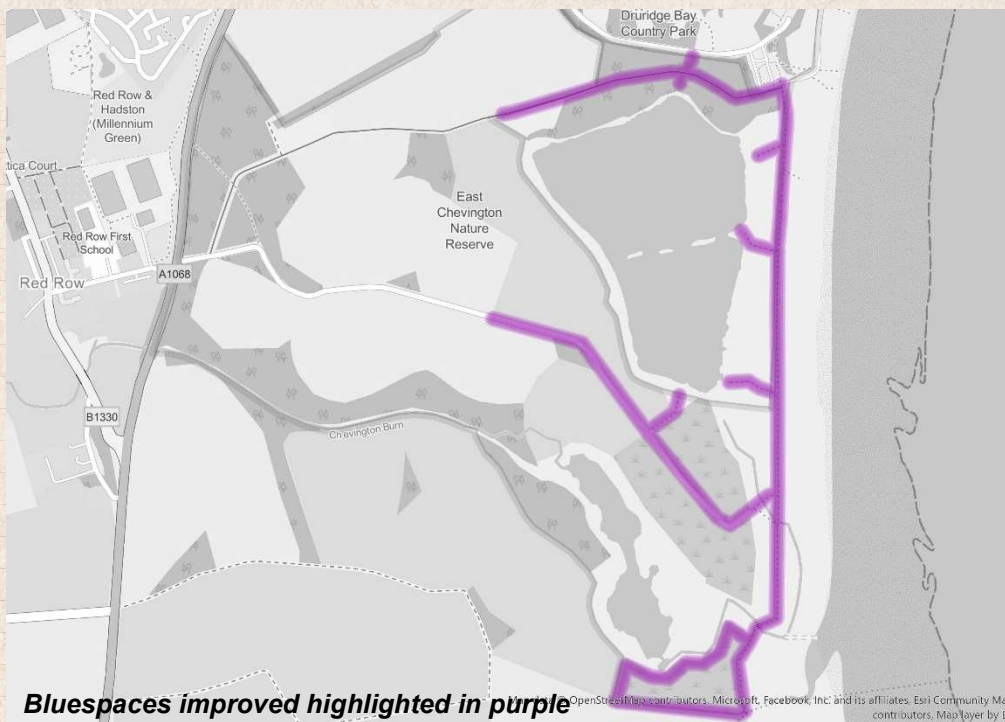 Druridge Bay
Country Park
Red Row &
Hadston
(Millennium
Green)
tica Court
East
Chevington
Nature
Reserve
Red Row First
School
Red Row
A1068
B1330
Chevington Burn
Bluespaces improved highlighted in purple
OpenStreetMap contributors, Microsoft, Facebook, Inc. and its affiliates, Esri Community M
contributors, Map layer by